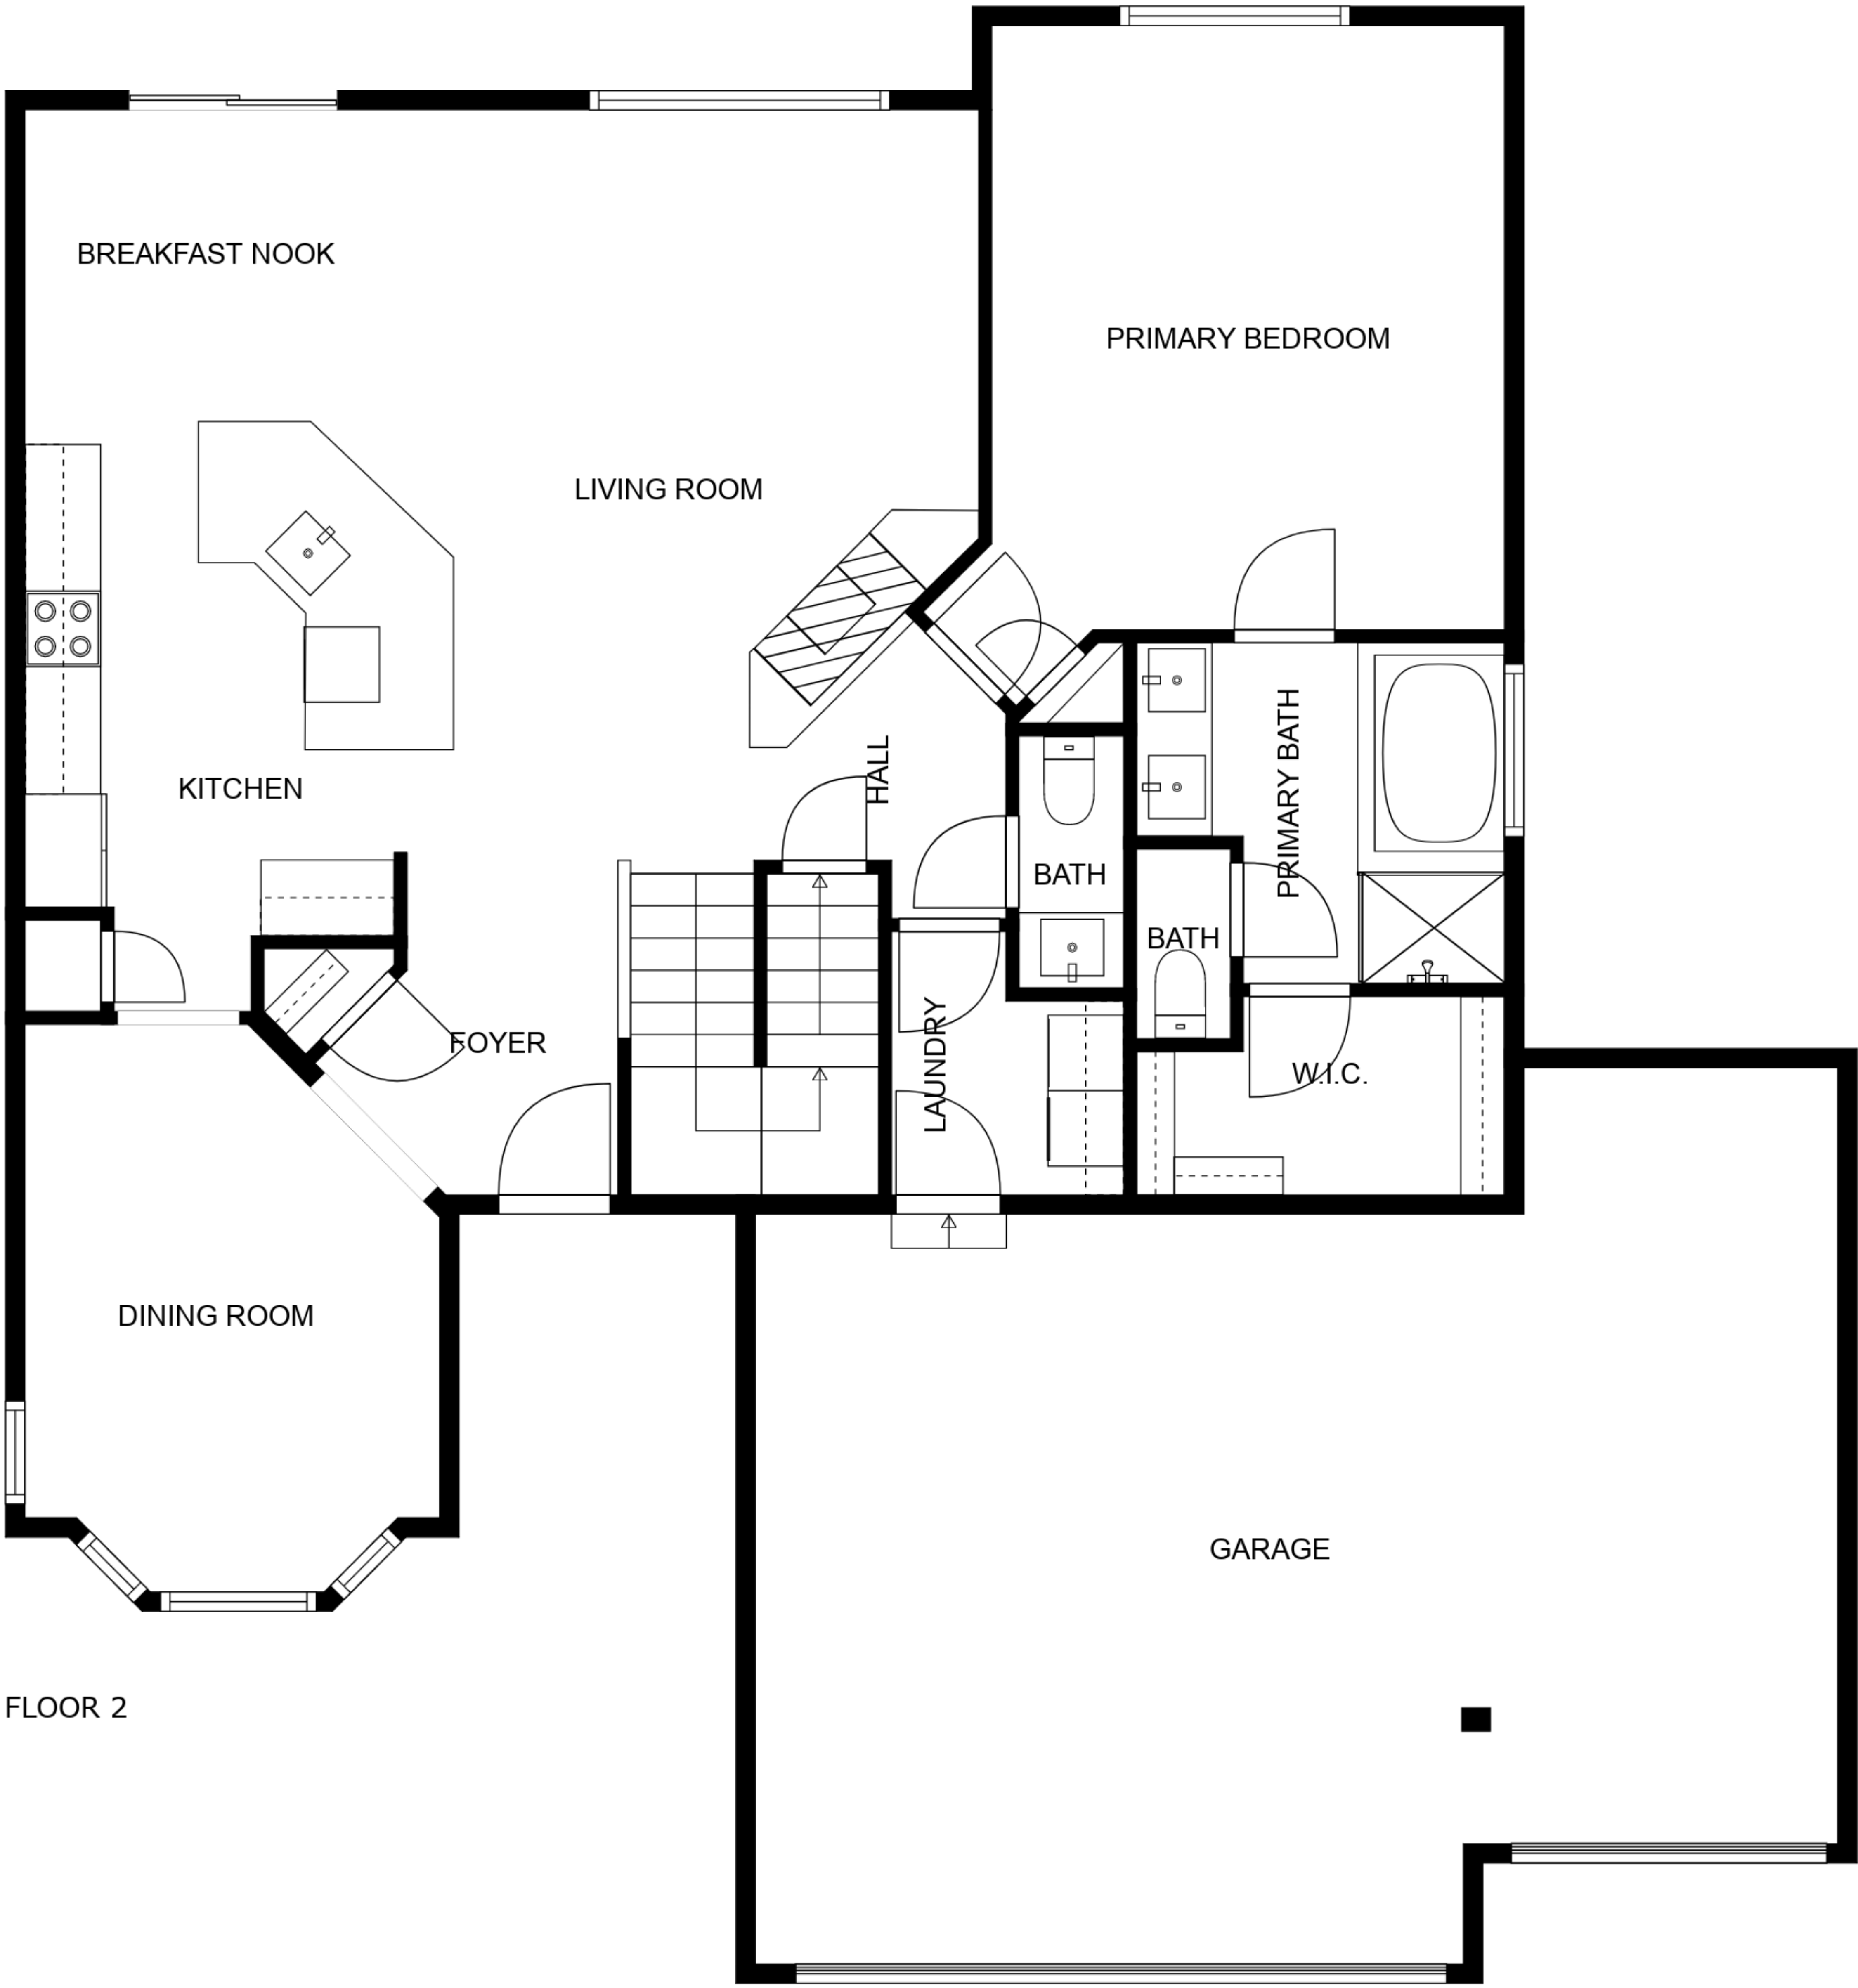 BREAKFAST NOOK
PRIMARY BEDROOM
LIVING ROOM
KITCHEN
HALL
PRIMARY BATH
BATH
BATH
FOYER
LAUNDRY
W.I.C.
DINING ROOM
GARAGE
FLOOR 2